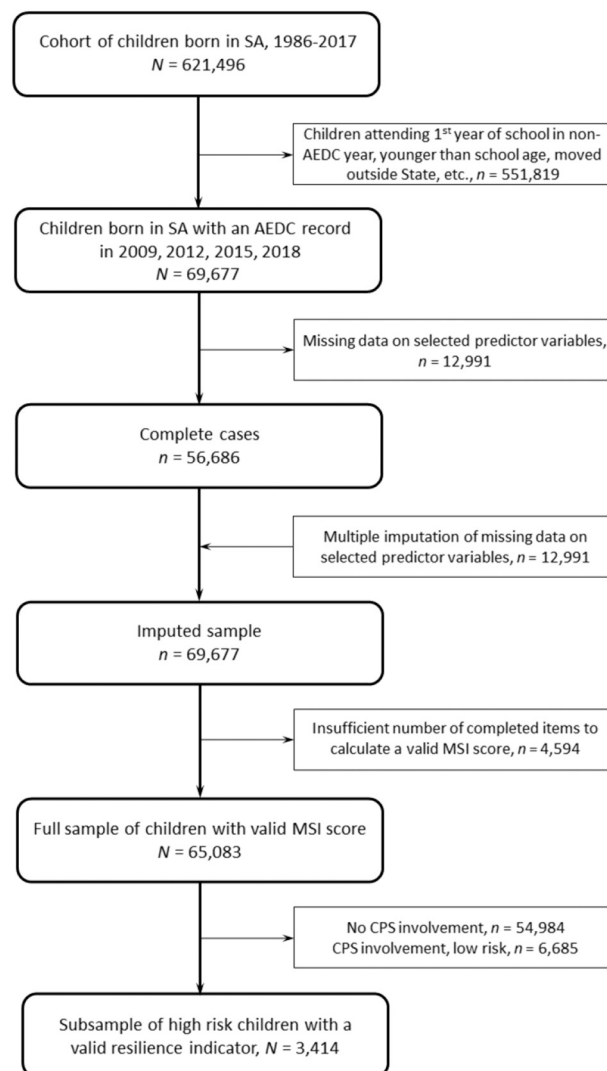 Cohort of children born in SA, 1986-2017
N = 621,496
Children attending 1st year of school in non-
AEDC year, younger than school age, moved
outside State, etc., n = 551,819
Children born in SA with an AEDC record
in 2009, 2012, 2015, 2018
N = 69,677
Missing data on selected predictor variables,
n = 12,991
Complete cases
n = 56,686
Multiple imputation of missing data on
selected predictor variables, n = 12,991
Imputed sample
n = 69,677
Insufficient number of completed items to
calculate a valid MSI score, n = 4,594
Full sample of children with valid MSI score
N = 65,083
No CPS involvement, n = 54,984
CPS involvement, low risk, n = 6,685
Subsample of high risk children with a
valid resilience indicator, N = 3,414